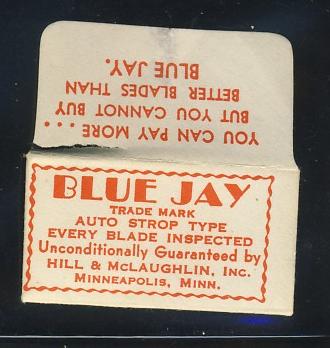 YOU CAN PAY MORE...
BUT YOU CANNOT BUY
BETTER BLADES THAN
BLUE JAY.
BLUE JAY
TRADE MARK
AUTO STROP TYPE
EVERY BLADE INSPECTED
Unconditionally Guaranteed by
HILL & McLAUGHLIN, INC.
MINNEAPOLIS, MINN.